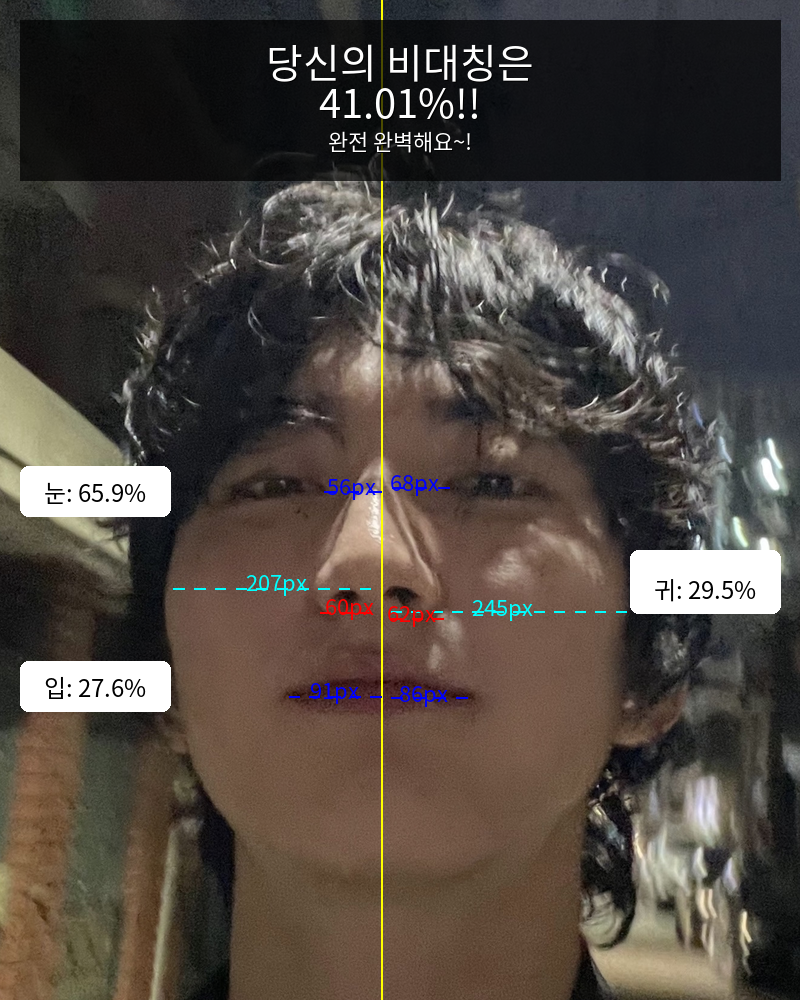 당신의 비대칭은
41.01%!!
완전 완벽해요~!
눈: 65.9%
56px
68px
귀: 29.5%
207px
245px
60px
62px
입: 27.6%
91px
86px